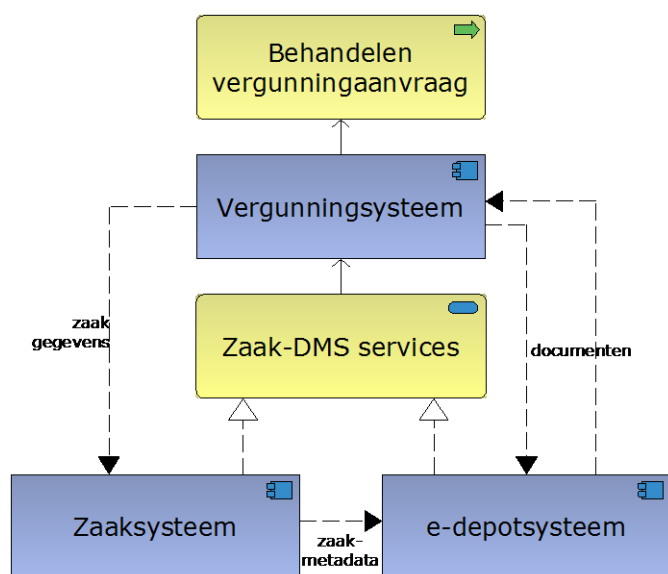 Behandelen
vergunningaanvraag
Vergunningsysteem
zaak
gegevens
Zaak-DMS services
documenten
Zaaksysteem
zaak-
metadata
e-depotsysteem